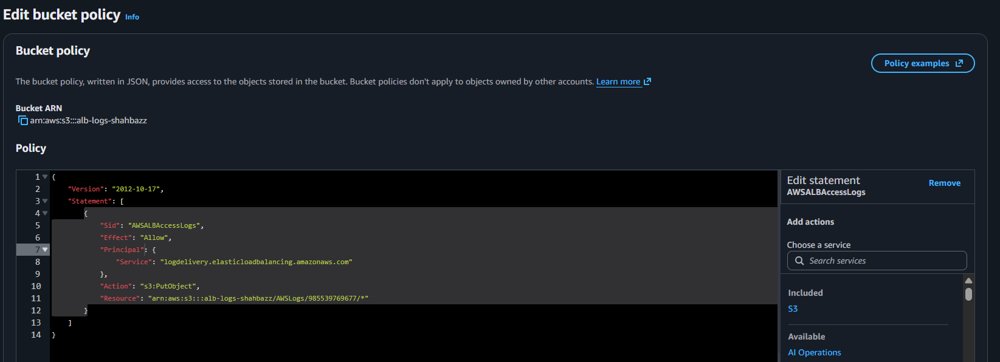 Edit bucket policy Info
Bucket policy
Policy examples
The bucket policy, written in JSON, provides access to the objects stored in the bucket. Bucket policies don't apply to objects owned by other accounts. Learn more
Bucket ARN
arn:aws:s3:::alb-logs-shahbazz
Policy
1 {
2 "Version": "2012-10-17",
3 "Statement": [
4 {
5 "Sid": "AWSALBAccessLogs",
6 "Effect": "Allow",
7 "Principal": {
8 "Service": "logdelivery.elasticloadbalancing.amazonaws.com"
9 },
10 "Action": "s3:PutObject",
11 "Resource": "arn:aws:s3:::alb-logs-shahbazz/AWSLogs/985539769677/*"
12 }
13 ]
14 }
Edit statement
Remove
AWSALBAccessLogs
Add actions
Choose a service
Search services
Included
S3
Available
AI Operations